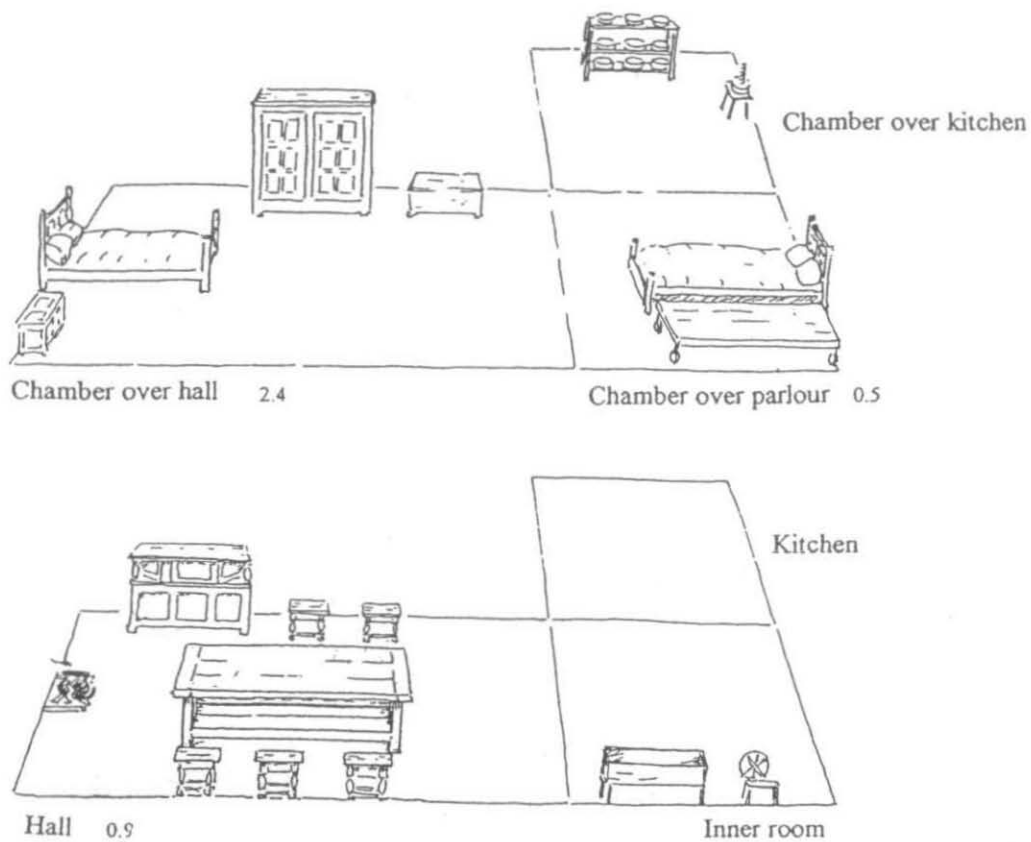 Chamber over kitchen
Chamber over hall 2.4
Chamber over parlour 0.5
Kitchen
Hall 0.9
Inner room